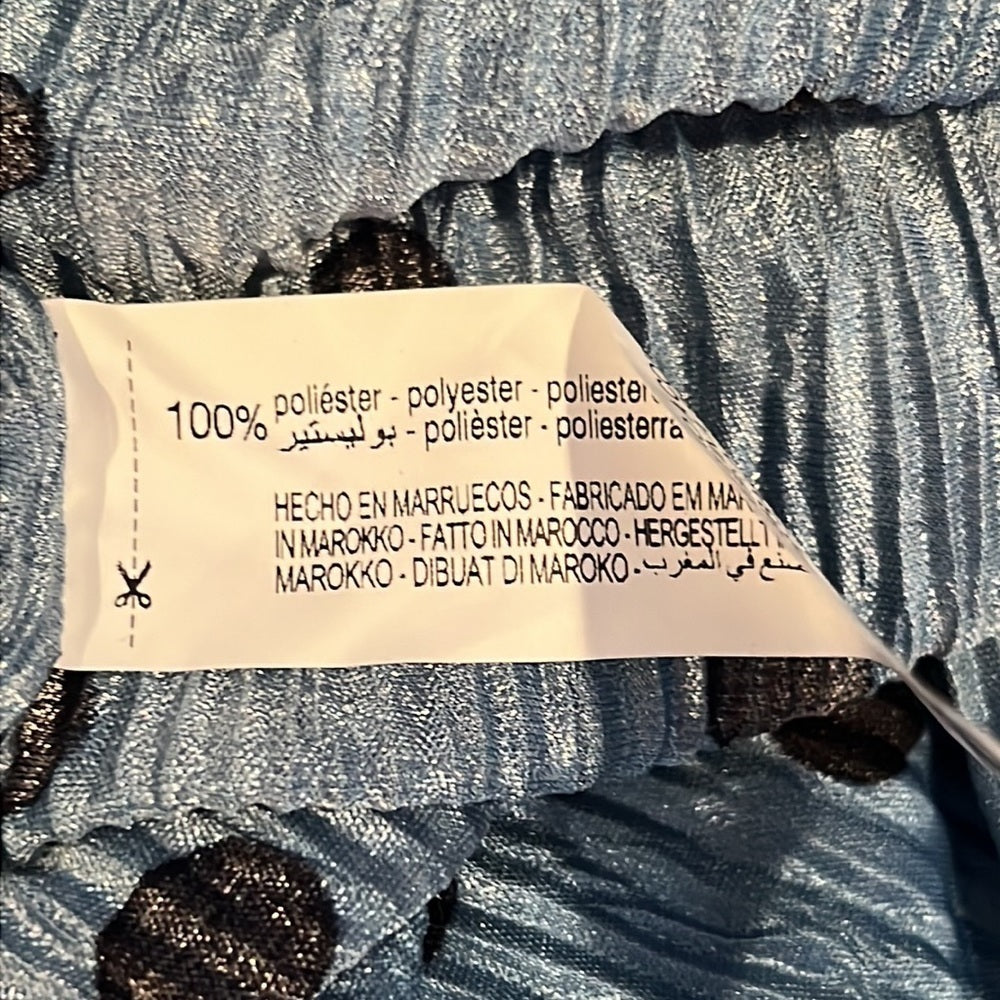 100% poliéster - polyester - poliester
بوليستير - polièster - poliesterra
HECHO EN MARRUECOS - FABRICADO EM
IN MAROKKO - FATTO IN MAROCCO - HERGESTELLT
MAROKKO - DIBUAT DI MAROKO - صنع في المغرب